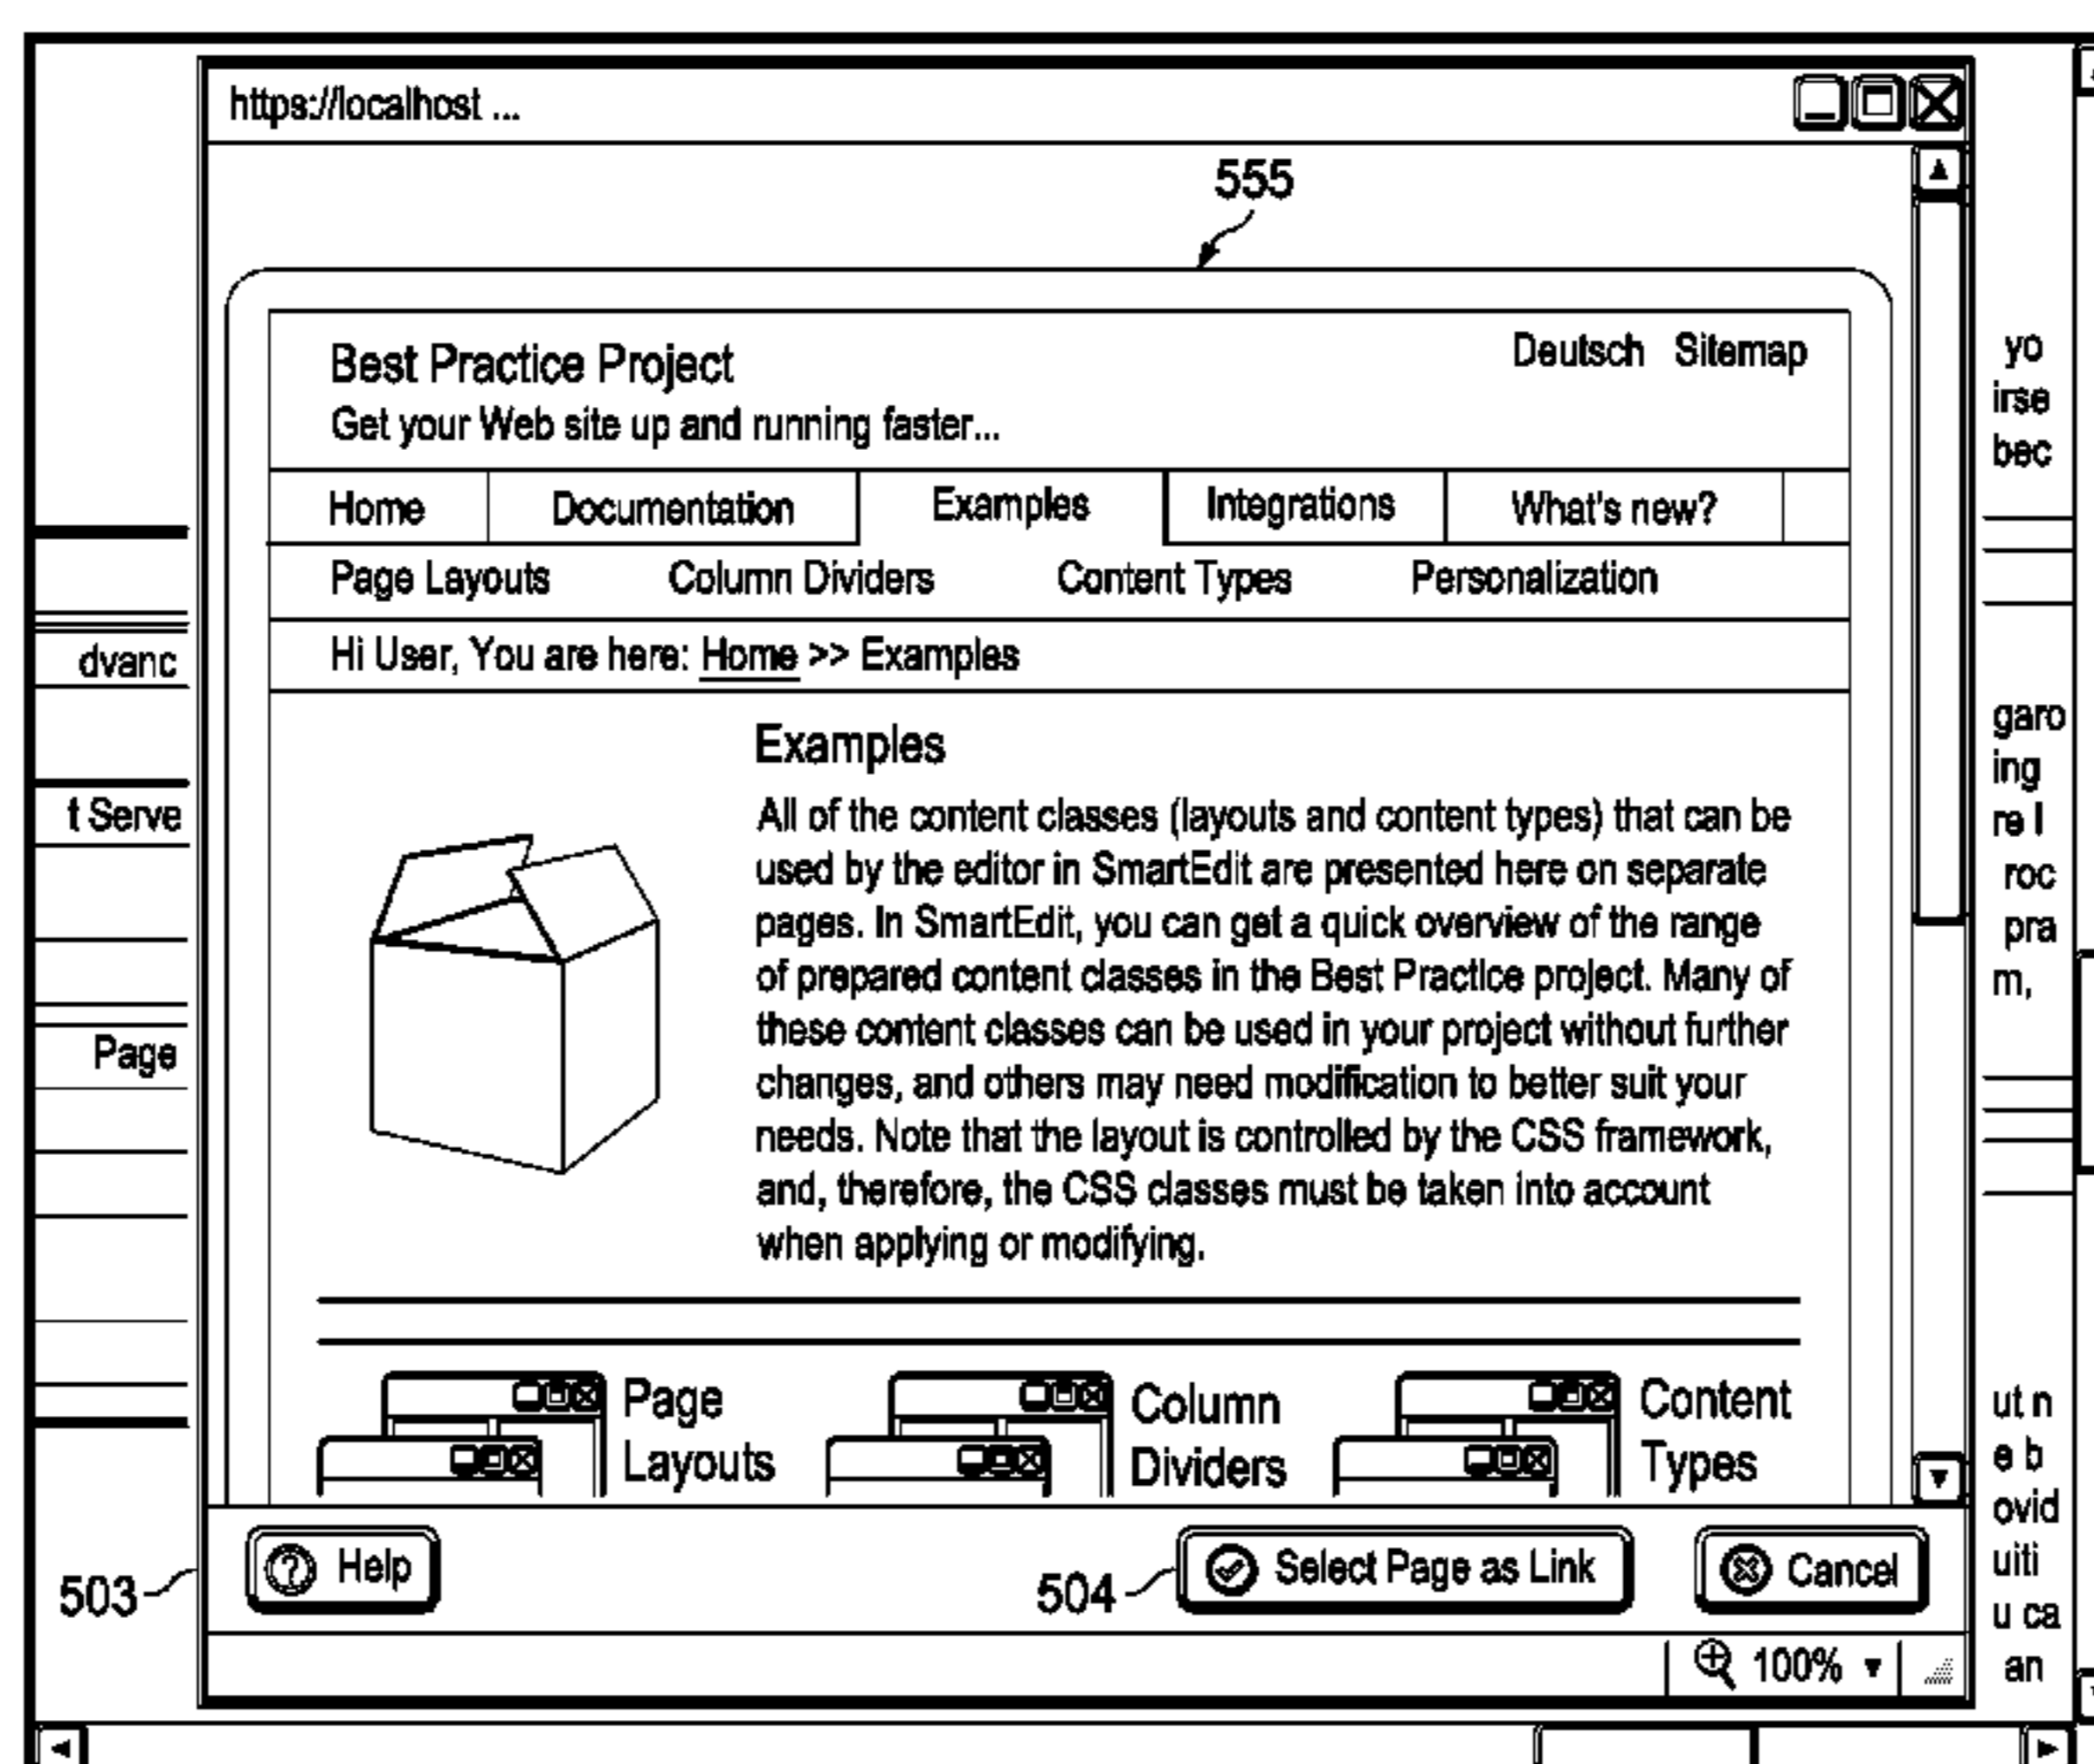 https://localhost ...
555
Best Practice Project
Deutsch Sitemap
Get your Web site up and running faster...
Home Documentation Examples Integrations What's new?
Page Layouts Column Dividers Content Types Personalization
Hi User, You are here: Home >> Examples
Examples
All of the content classes (layouts and content types) that can be
used by the editor in SmartEdit are presented here on separate
pages. In SmartEdit, you can get a quick overview of the range
of prepared content classes in the Best Practice project. Many of
these content classes can be used in your project without further
changes, and others may need modification to better suit your
needs. Note that the layout is controlled by the CSS framework,
and, therefore, the CSS classes must be taken into account
when applying or modifying.
Page
Layouts
Column
Dividers
Content
Types
Help
Select Page as Link
Cancel
503
504
100%
dvanc
t Serve
Page
yo
irse
bec
garo
ing
re l
roc
pra
m,
ut n
e b
ovid
uiti
u ca
an